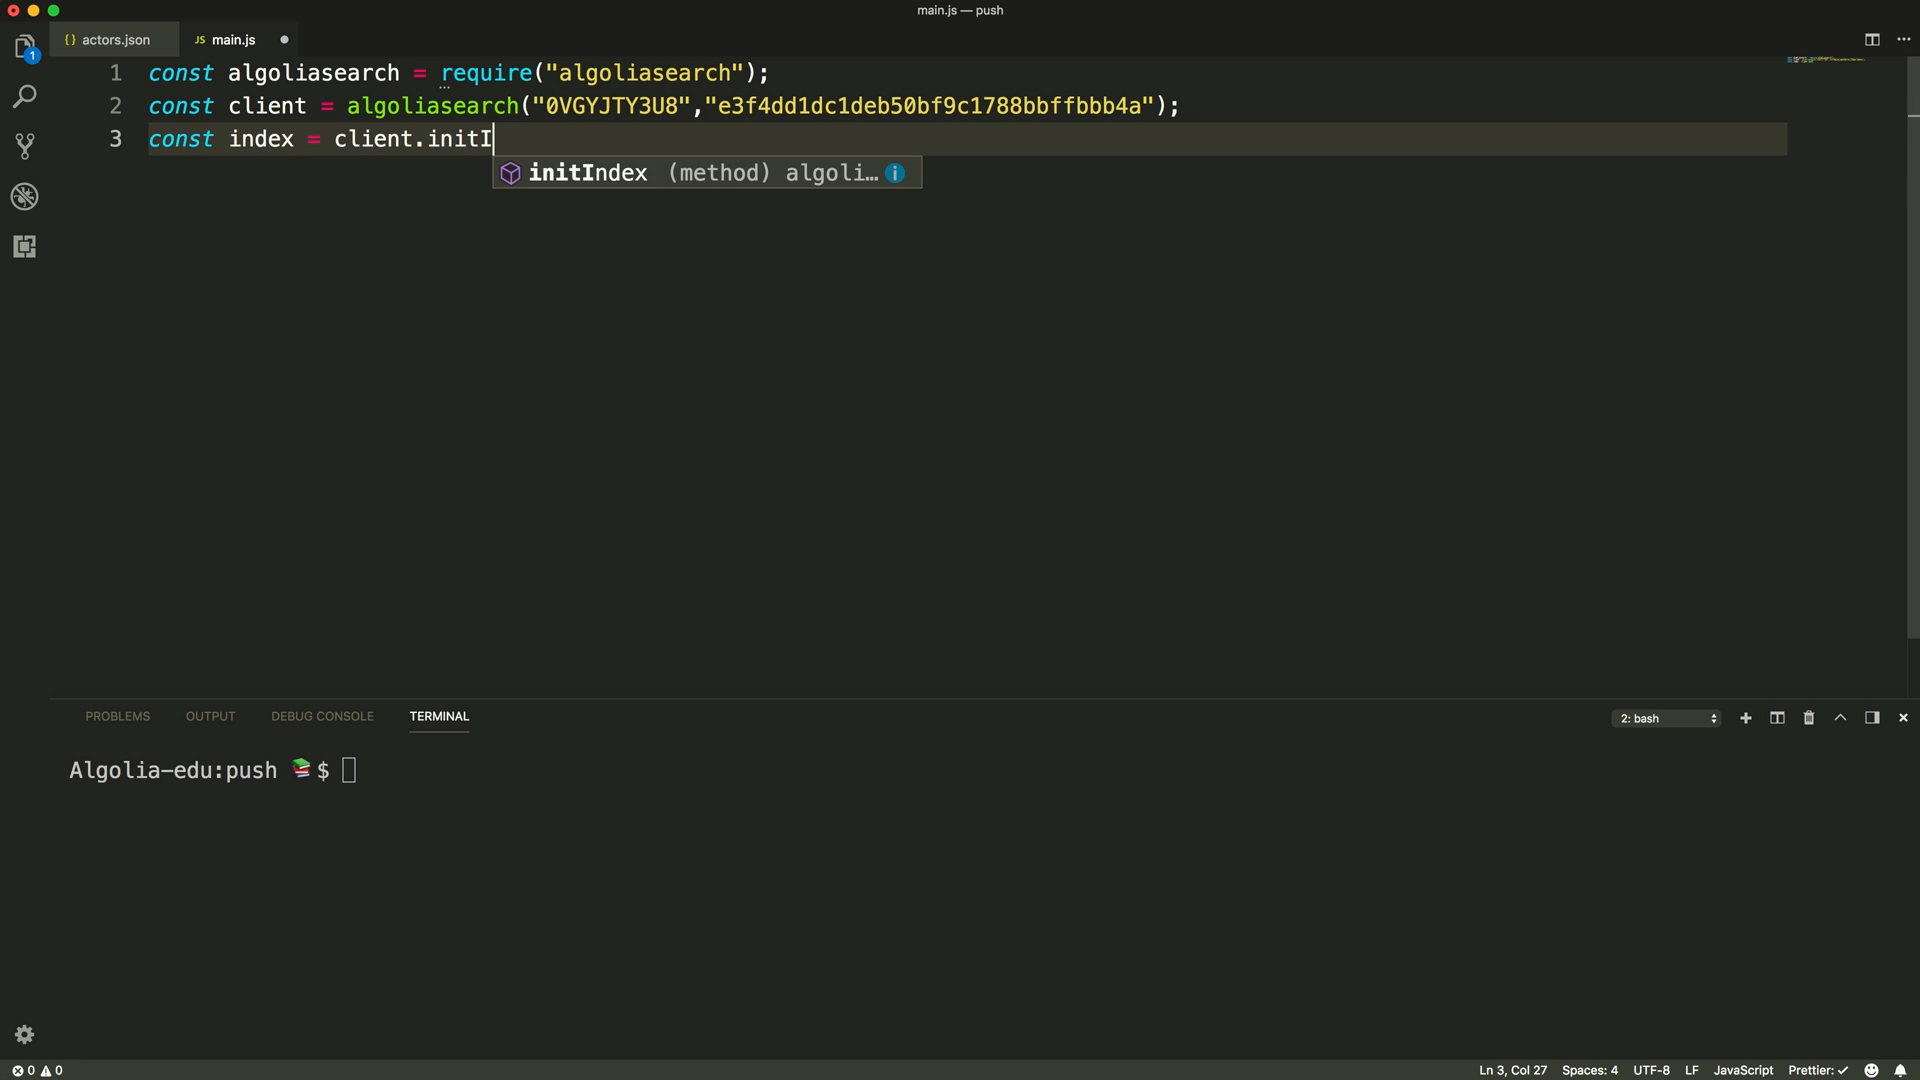 main.js — push
{} actors.json
JS main.js
1
1 const algoliasearch = require("algoliasearch");
2 const client = algoliasearch("0VGYJTY3U8","e3f4dd1dc1deb50bf9c1788bbffbbb4a");
3 const index = client.initI
initIndex (method) algoli…
PROBLEMS OUTPUT DEBUG CONSOLE TERMINAL
2: bash
Algolia-edu:push $
0 0
Ln 3, Col 27 Spaces: 4 UTF-8 LF JavaScript Prettier: ✓